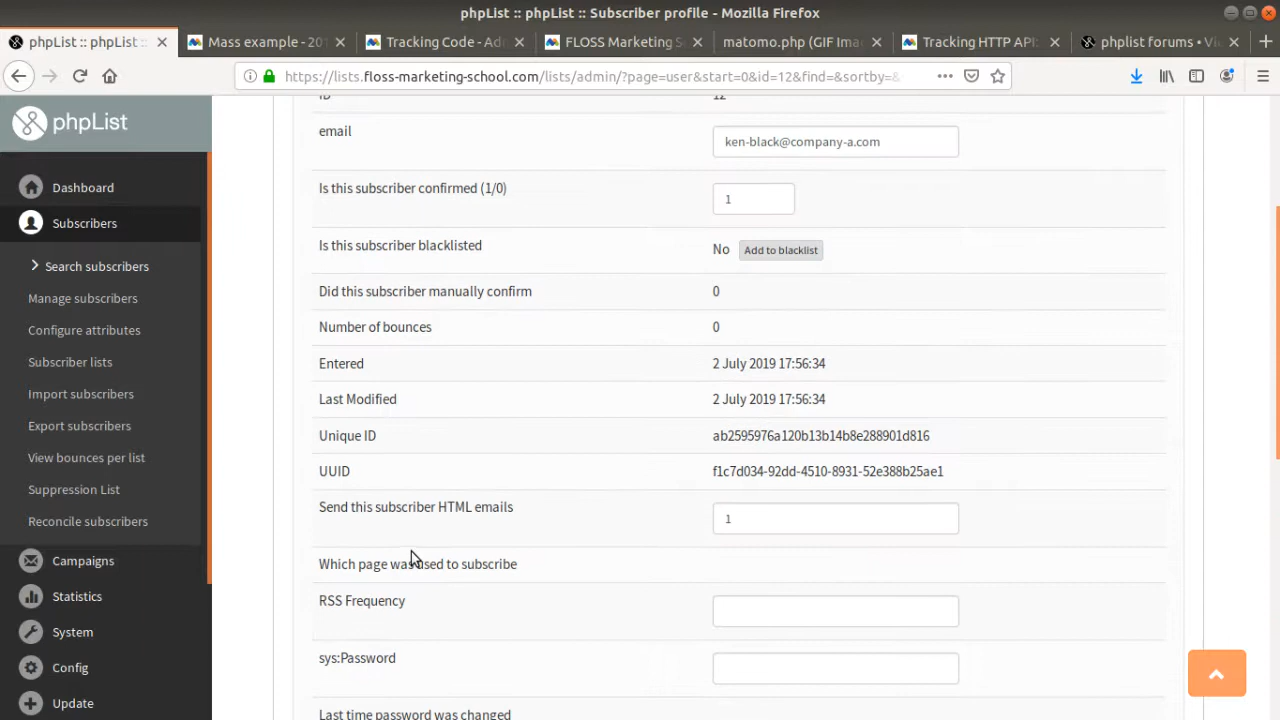 phpList :: phpList :: Subscriber profile - Mozilla Firefox
phpList :: phpList ::
Mass example - 201
Tracking Code - Ad
FLOSS Marketing S
matomo.php (GIF Ima
Tracking HTTP API:
phplist forums • Vi
https://lists.floss-marketing-school.com/lists/admin/?page=user&start=0&id=12&find=&sortby=&
phpList
Dashboard
Subscribers
Search subscribers
Manage subscribers
Configure attributes
Subscriber lists
Import subscribers
Export subscribers
View bounces per list
Suppression List
Reconcile subscribers
Campaigns
Statistics
System
Config
Update
ID 12
email ken-black@company-a.com
Is this subscriber confirmed (1/0) 1
Is this subscriber blacklisted No Add to blacklist
Did this subscriber manually confirm 0
Number of bounces 0
Entered 2 July 2019 17:56:34
Last Modified 2 July 2019 17:56:34
Unique ID ab2595976a120b13b14b8e288901d816
UUID f1c7d034-92dd-4510-8931-52e388b25ae1
Send this subscriber HTML emails 1
Which page was used to subscribe
RSS Frequency
sys:Password
Last time password was changed